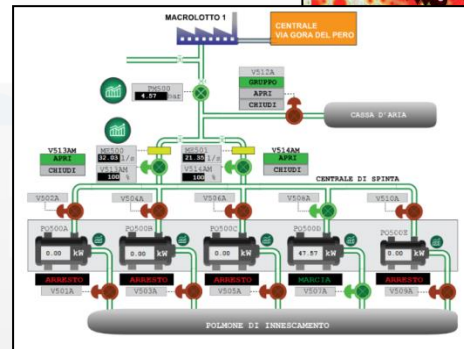 MACROLOTTO 1
CENTRALE
VIA GORA DEL PERO
PM500
4.57 bar
V512A
GRUPPO
APRI
CHIUDI
CASSA D'ARIA
V513AM
APRI
CHIUDI
ME500
32.03 l/s
V513AM
100 %
ME501
21.35 l/s
V514AM
100 %
V514AM
APRI
CHIUDI
CENTRALE DI SPINTA
V502A
V504A
V506A
V508A
V510A
PO500A
PO500B
PO500C
PO500D
PO500E
0.00 kW
0.00 kW
0.00 kW
47.57 kW
0.00 kW
ARRESTO
ARRESTO
ARRESTO
MARCIA
ARRESTO
V501A
V503A
V505A
V507A
V509A
POLMONE DI INNESCAMENTO